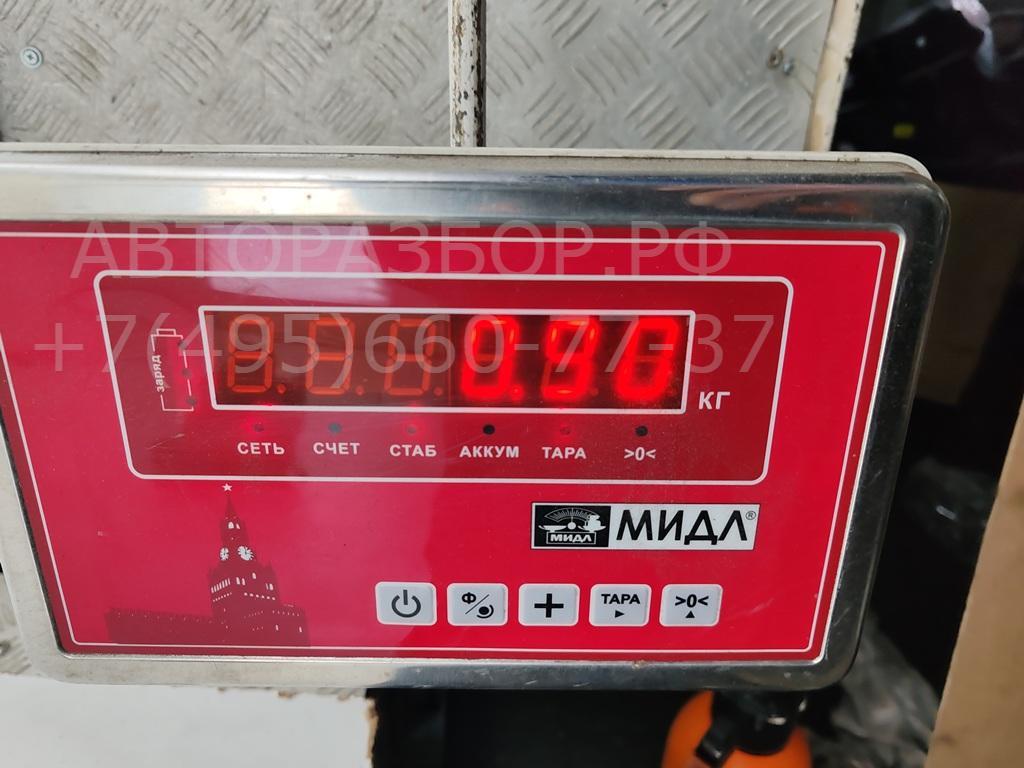 АВТОРАЗБОР.РФ
+7(495)660-77-37
заряд
0.90
КГ
СЕТЬ СЧЕТ СТАБ АККУМ ТАРА >0<
МИДЛ МИДЛ®
Ф + ТАРА >0<